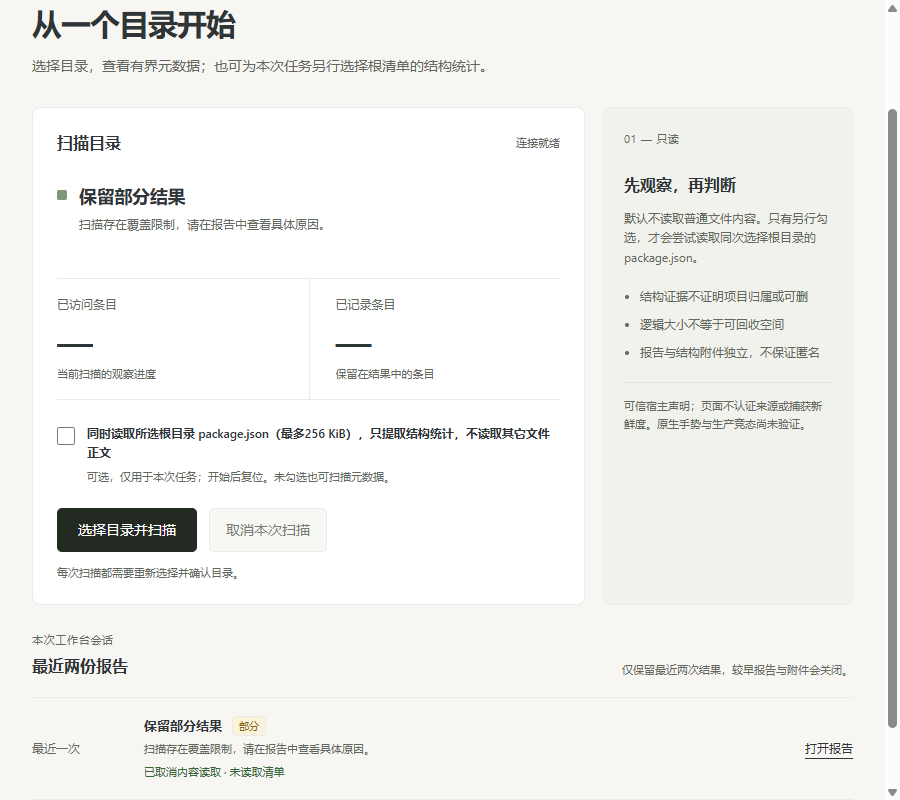 从一个目录开始
选择目录，查看有界元数据；也可为本次任务另行选择根清单的结构统计。
扫描目录
连接就绪
保留部分结果
扫描存在覆盖限制，请在报告中查看具体原因。
已访问条目
—
当前扫描的观察进度
已记录条目
—
保留在结果中的条目
同时读取所选根目录 package.json（最多256 KiB），只提取结构统计，不读取其它文件
正文
可选，仅用于本次任务；开始后复位。未勾选也可扫描元数据。
选择目录并扫描
取消本次扫描
每次扫描都需要重新选择并确认目录。
01 — 只读
先观察，再判断
默认不读取普通文件内容。只有另行勾
选，才会尝试读取同次选择根目录的
package.json。
• 结构证据不证明项目归属或可删
• 逻辑大小不等于可回收空间
• 报告与结构附件独立，不保证匿名
可信宿主声明；页面不认证来源或捕获新
鲜度。原生手势与生产竞态尚未验证。
本次工作台会话
最近两份报告
仅保留最近两次结果，较早报告与附件会关闭。
最近一次
保留部分结果 部分
扫描存在覆盖限制，请在报告中查看具体原因。
已取消内容读取 · 未读取清单
打开报告